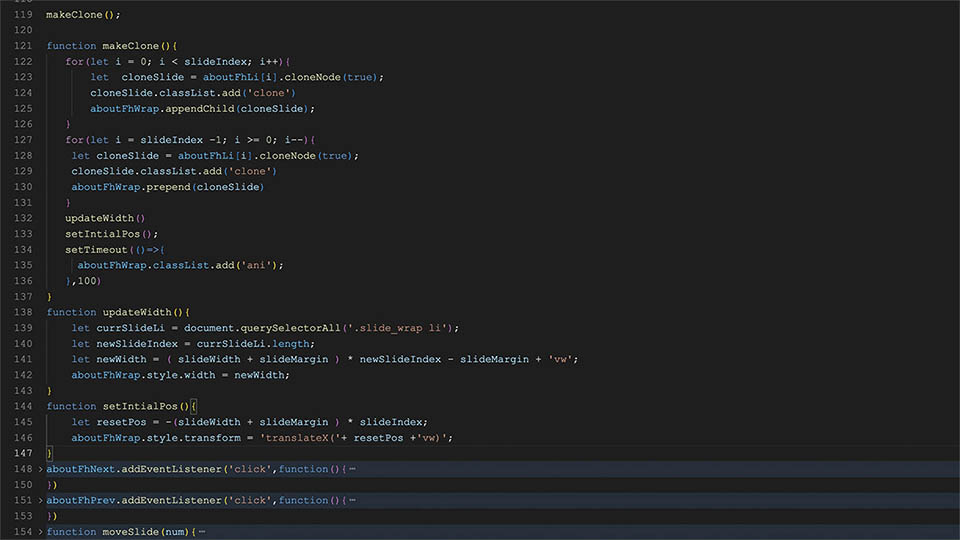 119 makeClone();
120
121 function makeClone(){
122 for(let i = 0; i < slideIndex; i++){
123 let  cloneSlide = aboutFhLi[i].cloneNode(true);
124 cloneSlide.classList.add('clone')
125 aboutFhWrap.appendChild(cloneSlide);
126 }
127 for(let i = slideIndex -1; i >= 0; i--){
128 let cloneSlide = aboutFhLi[i].cloneNode(true);
129 cloneSlide.classList.add('clone')
130 aboutFhWrap.prepend(cloneSlide)
131 }
132 updateWidth()
133 setIntialPos();
134 setTimeout(()=>{
135 aboutFhWrap.classList.add('ani');
136 },100)
137 }
138 function updateWidth(){
139 let currSlideLi = document.querySelectorAll('.slide_wrap li');
140 let newSlideIndex = currSlideLi.length;
141 let newWidth = ( slideWidth + slideMargin ) * newSlideIndex - slideMargin + 'vw';
142 aboutFhWrap.style.width = newWidth;
143 }
144 function setIntialPos(){
145 let resetPos = -(slideWidth + slideMargin ) * slideIndex;
146 aboutFhWrap.style.transform = 'translateX('+ resetPos +'vw)';
147 }
148 > aboutFhNext.addEventListener('click',function(){ ⋯
150 })
151 > aboutFhPrev.addEventListener('click',function(){ ⋯
153 })
154 > function moveSlide(num){ ⋯